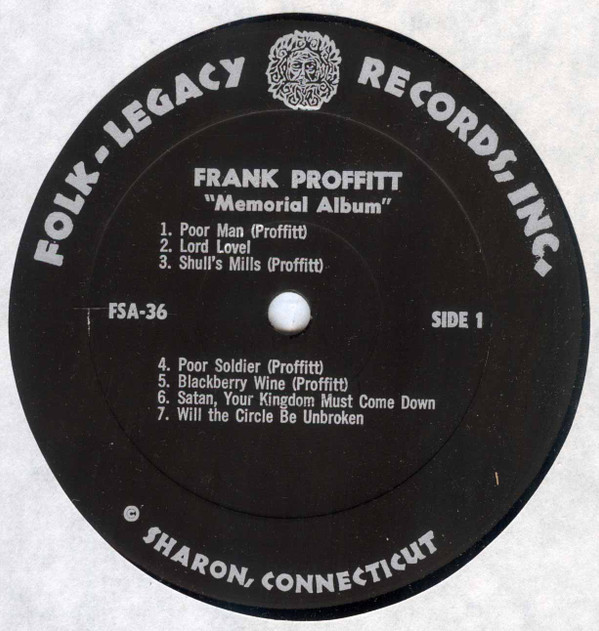 FOLK-LEGACY RECORDS, INC.
FRANK PROFFITT
"Memorial Album"
1. Poor Man (Proffitt)
2. Lord Lovel
3. Shull's Mills (Proffitt)
FSA-36
SIDE 1
4. Poor Soldier (Proffitt)
5. Blackberry Wine (Proffitt)
6. Satan, Your Kingdom Must Come Down
7. Will the Circle Be Unbroken
© SHARON, CONNECTICUT